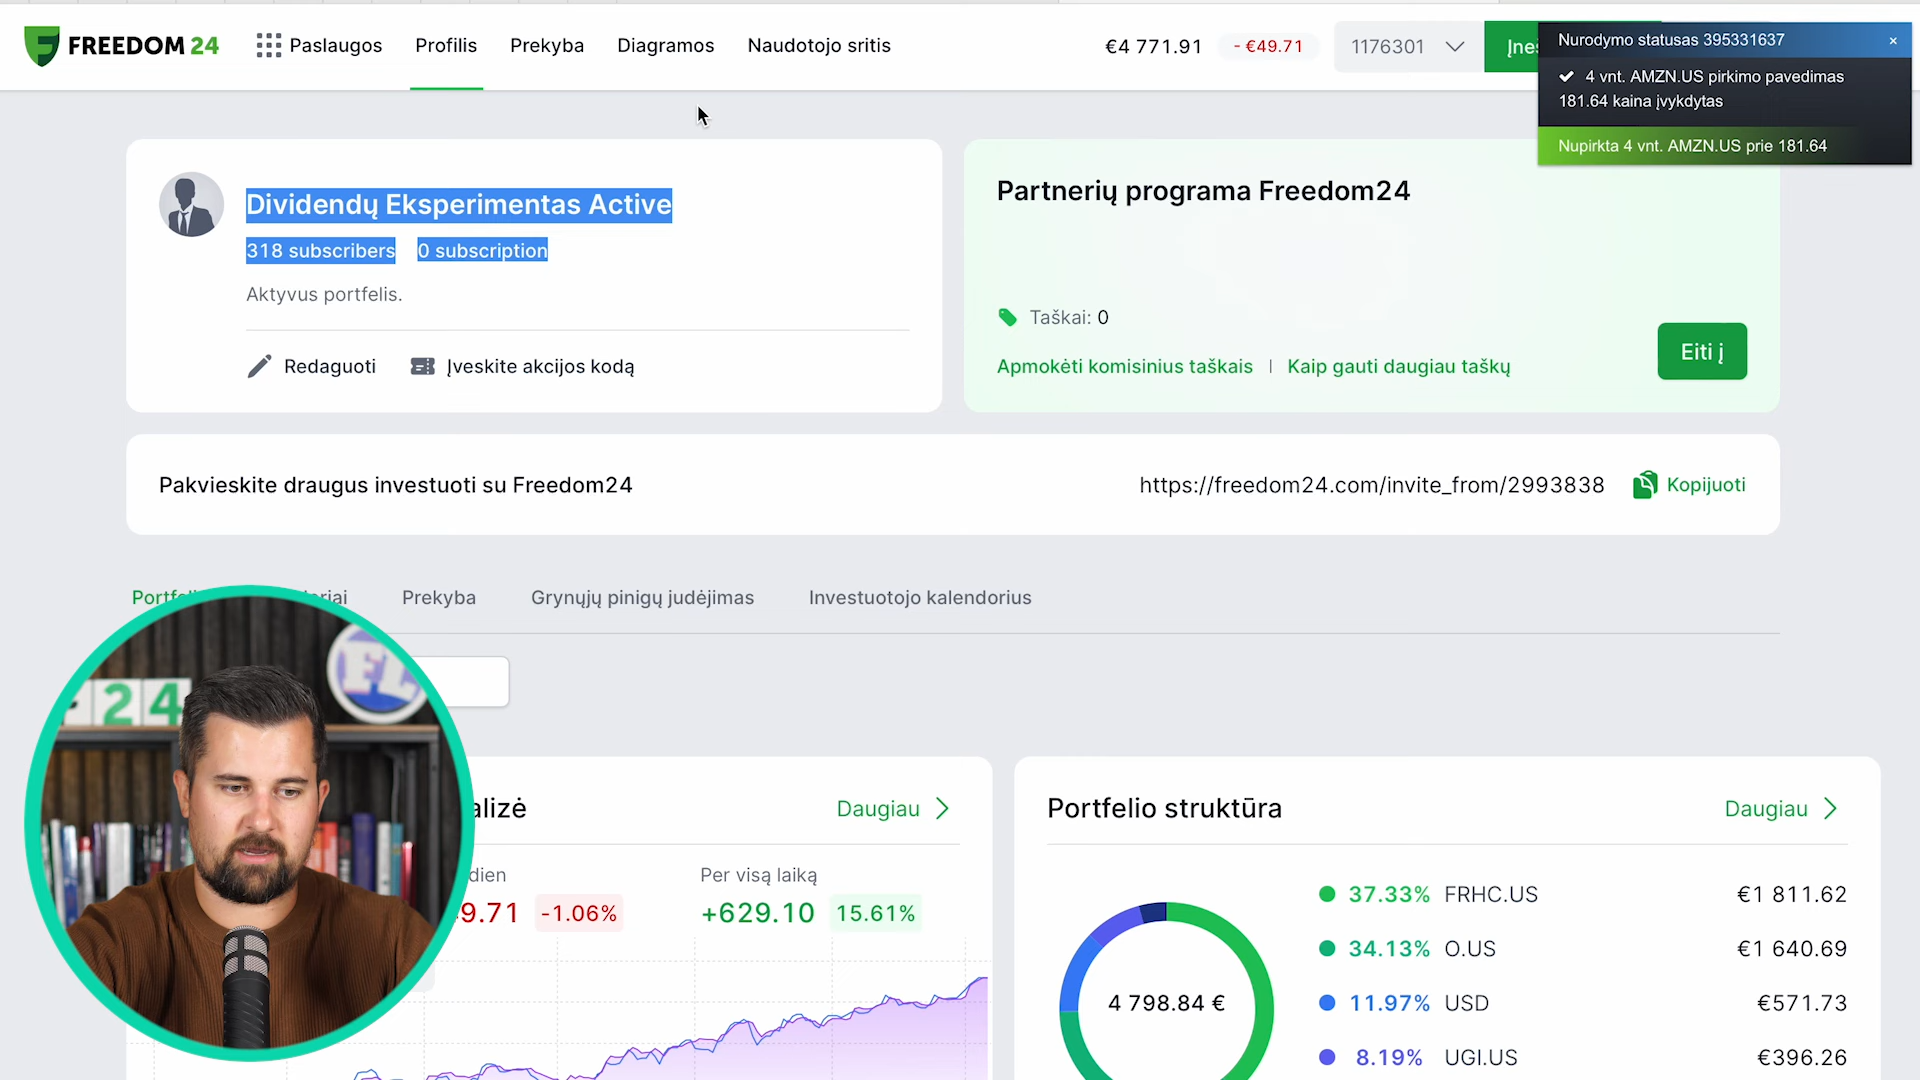 FREEDOM 24
Paslaugos
Profilis
Prekyba
Diagramos
Naudotojo sritis
€4 771.91
- €49.71
1176301
Nurodymo statusas 395331637
×
4 vnt. AMZN.US pirkimo pavedimas
181.64 kaina įvykdytas
Nupirkta 4 vnt. AMZN.US prie 181.64
Dividendų Eksperimentas Active
318 subscribers
0 subscription
Aktyvus portfelis.
Redaguoti
Įveskite akcijos kodą
Partnerių programa Freedom24
Taškai: 0
Apmokėti komisinius taškais
Kaip gauti daugiau taškų
Eiti į
Pakvieskite draugus investuoti su Freedom24
https://freedom24.com/invite_from/2993838
Kopijuoti
Prekyba
Grynųjų pinigų judėjimas
Investuotojo kalendorius
24
FL
Daugiau
Per visą laiką
9.71
-1.06%
+629.10
15.61%
Portfelio struktūra
Daugiau
4 798.84 €
37.33% FRHC.US €1 811.62
34.13% O.US €1 640.69
11.97% USD €571.73
8.19% UGI.US €396.26